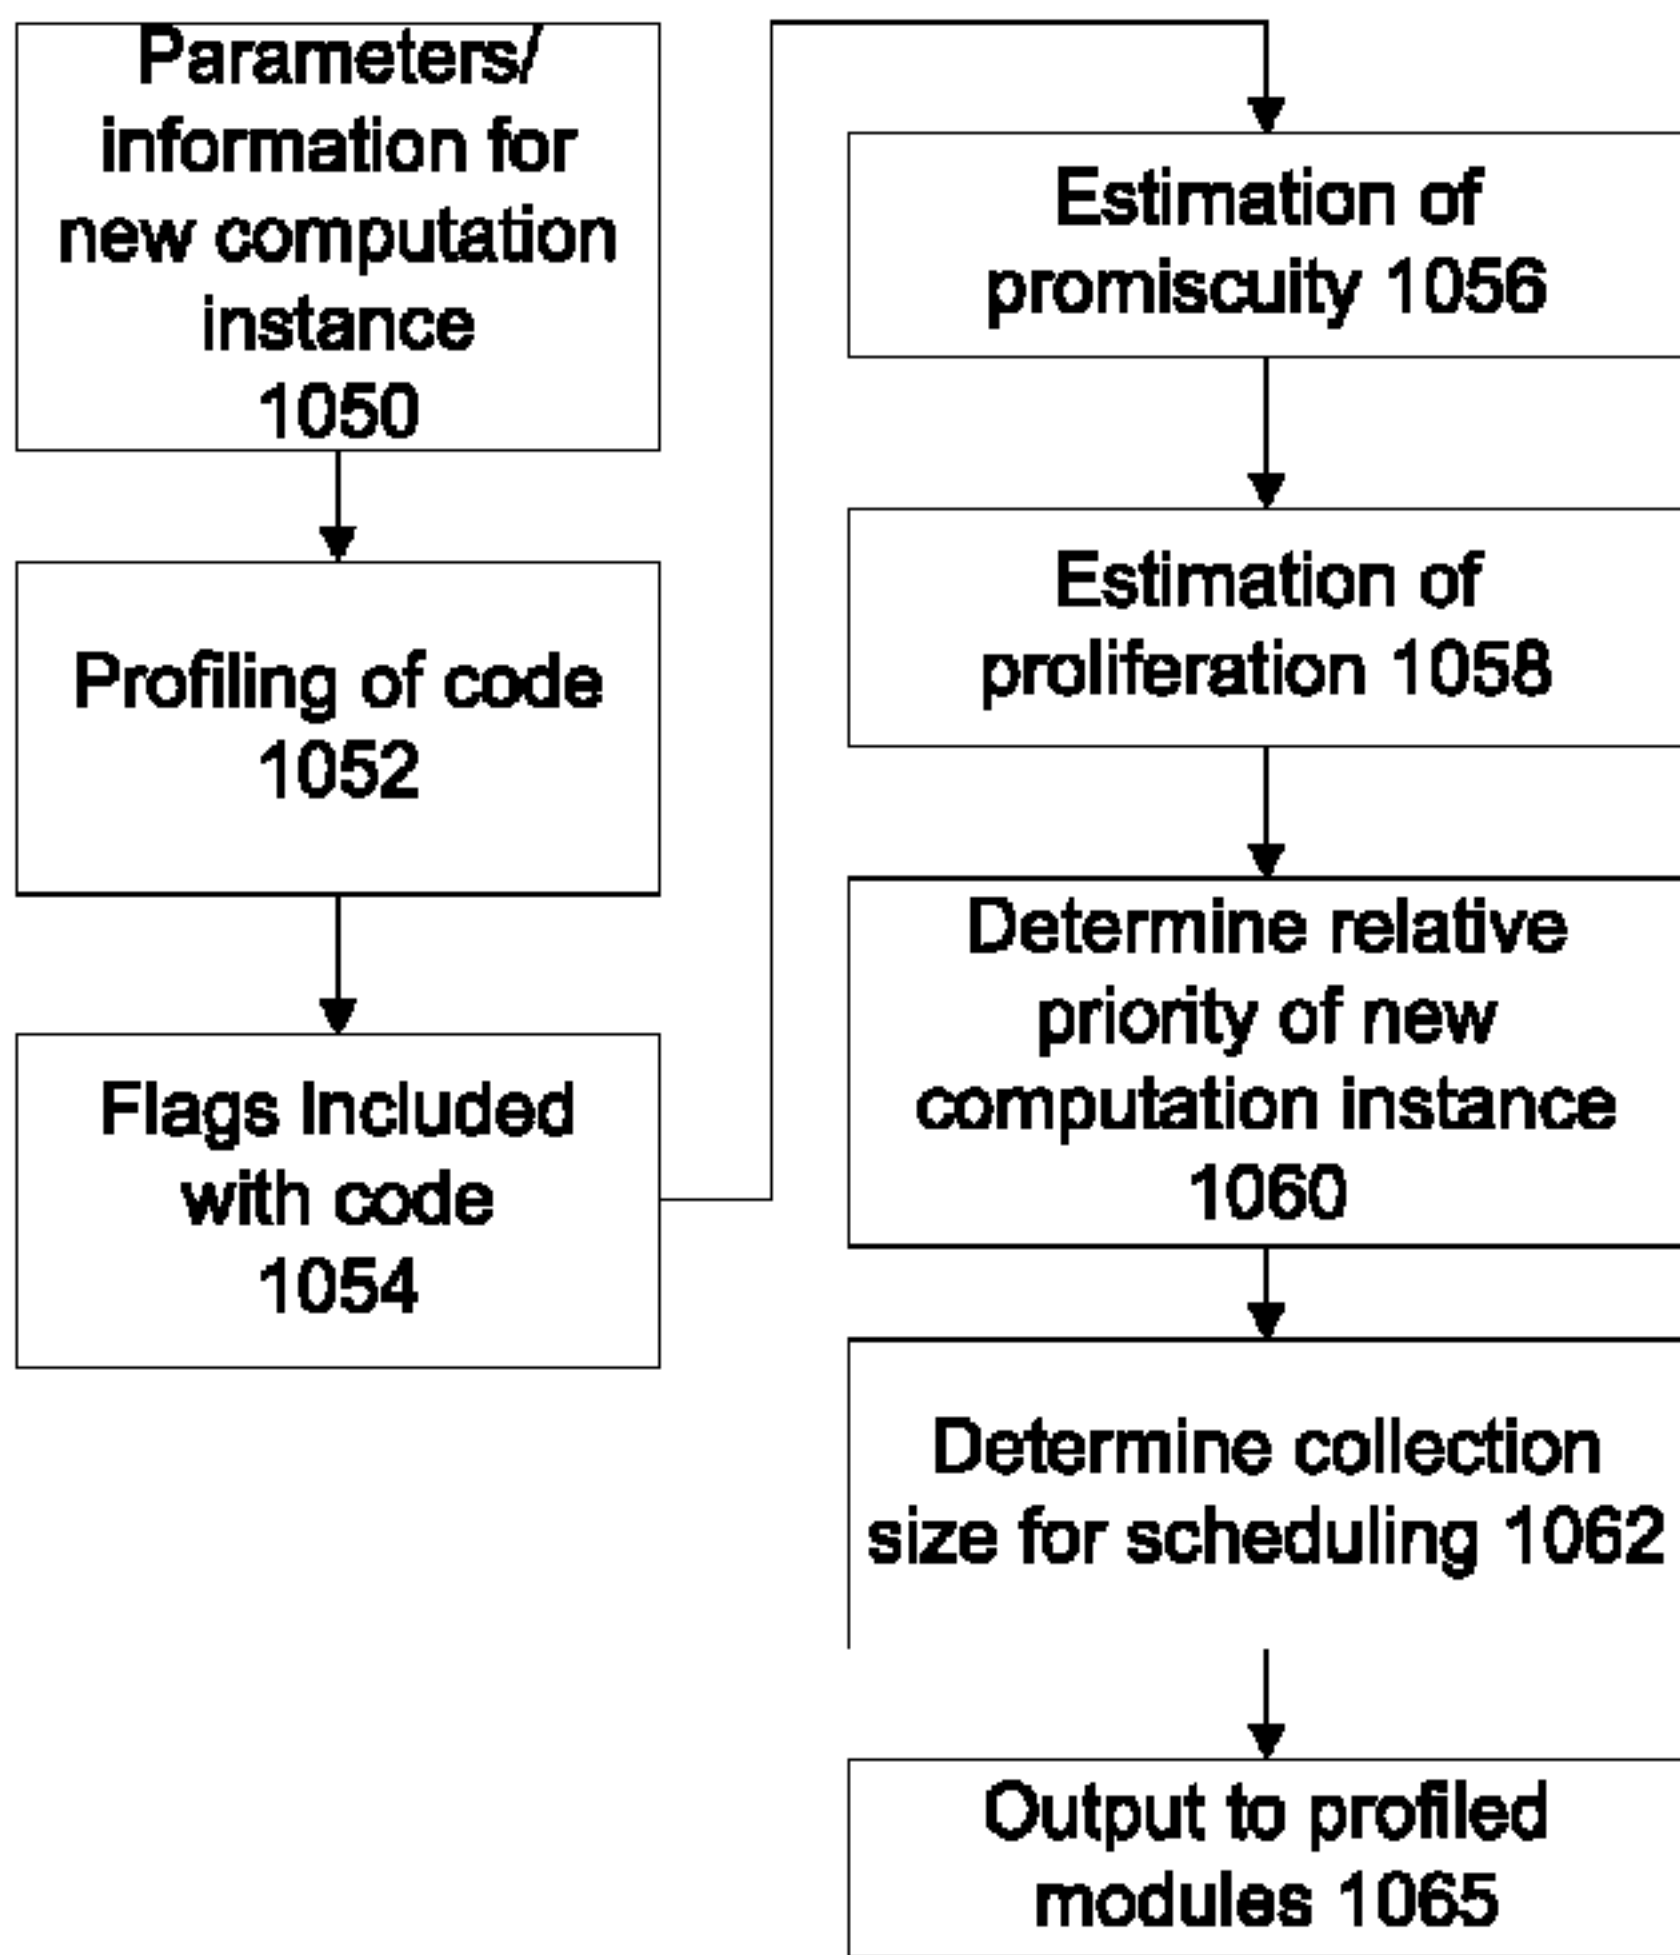 Parameters/
information for
new computation
instance
1050
Profiling of code
1052
Flags Included
with code
1054
Estimation of
promiscuity 1056
Estimation of
proliferation 1058
Determine relative
priority of new
computation instance
1060
Determine collection
size for scheduling 1062
Output to profiled
modules 1065